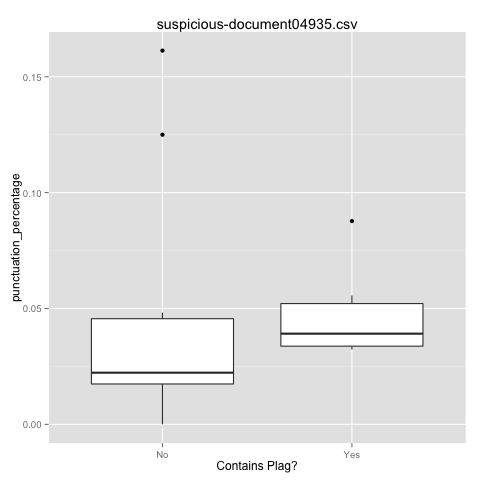 suspicious-document04935.csv
0.15
0.10
0.05
0.00
punctuation_percentage
No Yes
Contains Plag?